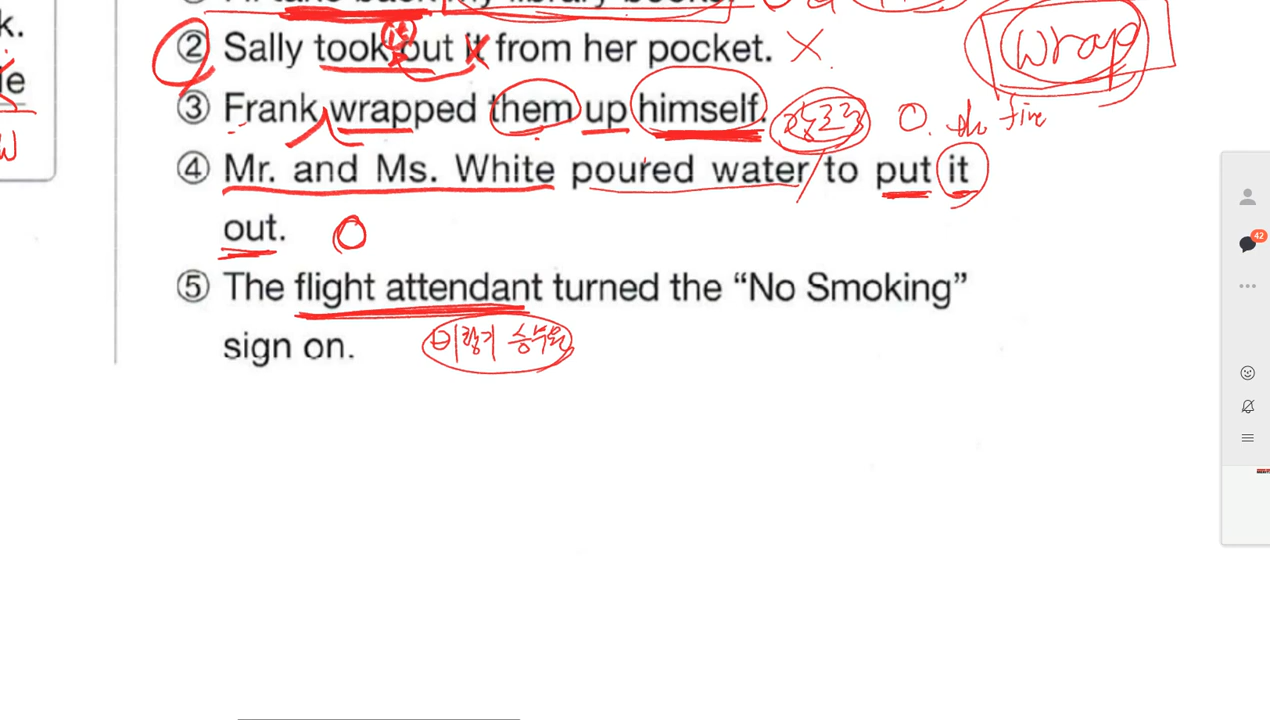 k.
② Sally took out it from her pocket. X
wrap
le
③ Frank wrapped them up himself.
O. the fire
w
④ Mr. and Ms. White poured water to put it
out. O
42
⑤ The flight attendant turned the “No Smoking”
sign on. 비행기 승무원